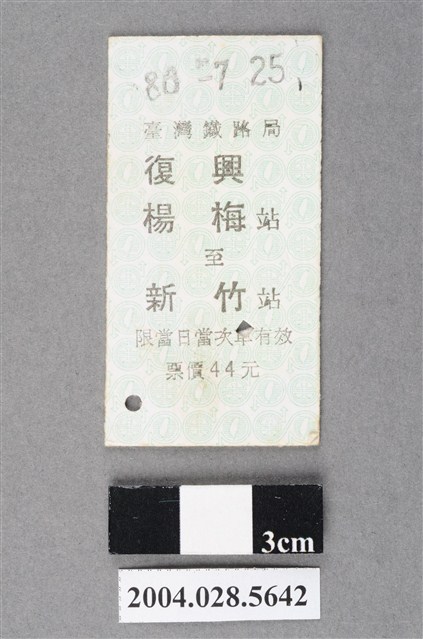 80 -7 25
臺灣鐵路局
復興
楊梅站
至
新竹站
限當日當次車有效
票價44元
3cm
2004.028.5642